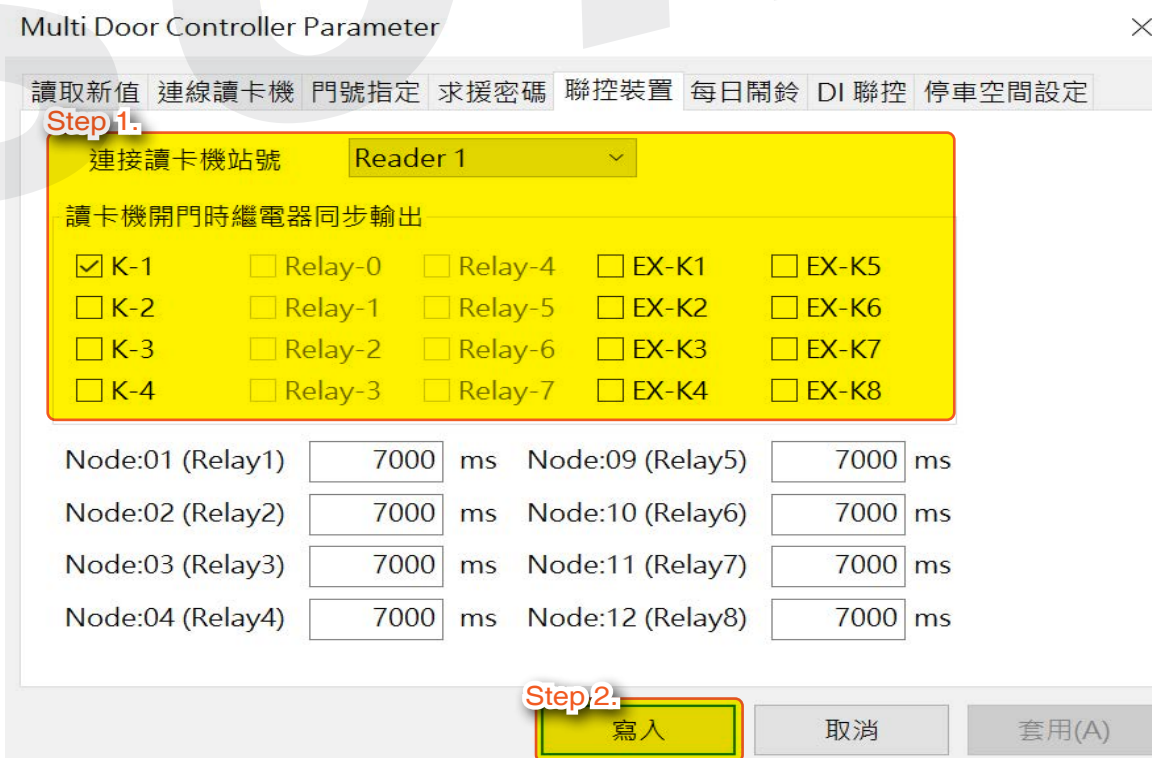 Multi Door Controller Parameter
讀取新值 連線讀卡機 門號指定 求援密碼 聯控裝置 每日鬧鈴 DI 聯控 停車空間設定
Step 1.
連接讀卡機站號 Reader 1
讀卡機開門時繼電器同步輸出
K-1 Relay-0 Relay-4 EX-K1 EX-K5
K-2 Relay-1 Relay-5 EX-K2 EX-K6
K-3 Relay-2 Relay-6 EX-K3 EX-K7
K-4 Relay-3 Relay-7 EX-K4 EX-K8
Node:01 (Relay1) 7000 ms Node:09 (Relay5) 7000 ms
Node:02 (Relay2) 7000 ms Node:10 (Relay6) 7000 ms
Node:03 (Relay3) 7000 ms Node:11 (Relay7) 7000 ms
Node:04 (Relay4) 7000 ms Node:12 (Relay8) 7000 ms
Step 2.
寫入 取消 套用(A)